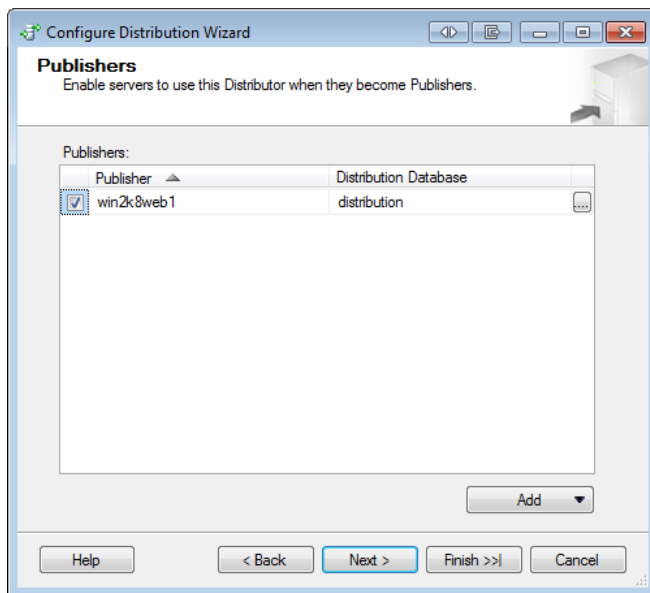 Configure Distribution Wizard
Publishers
Enable servers to use this Distributor when they become Publishers.
Publishers:
Publisher Distribution Database
win2k8web1 distribution ...
Add
Help < Back Next > Finish >>| Cancel